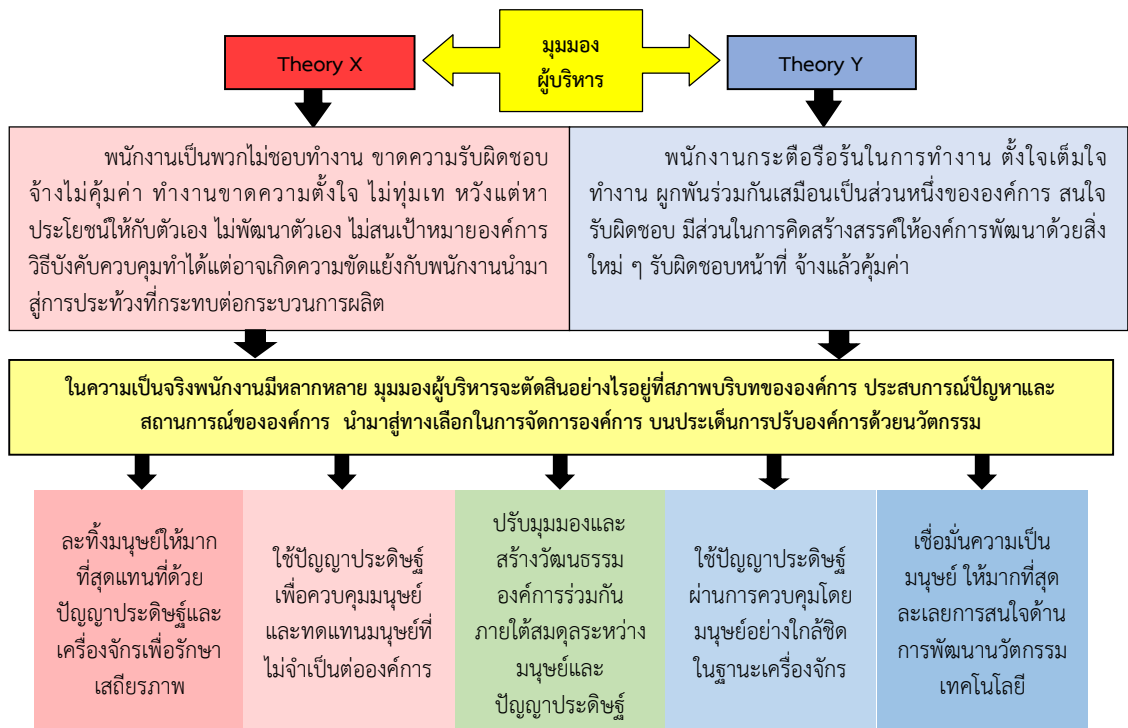 มุมมอง
ผู้บริหาร
Theory X
Theory Y
พนักงานเป็นพวกไม่ชอบทำงาน ขาดความรับผิดชอบ
จ้างไม่คุ้มค่า ทำงานขาดความตั้งใจ ไม่ทุ่มเท หวังแต่หา
ประโยชน์ให้กับตัวเอง ไม่พัฒนาตัวเอง ไม่สนเป้าหมายองค์การ
วิธีบังคับควบคุมทำได้แต่อาจเกิดความขัดแย้งกับพนักงานนำมา
สู่การประท้วงที่กระทบต่อกระบวนการผลิต
พนักงานกระตือรือร้นในการทำงาน ตั้งใจเต็มใจ
ทำงาน ผูกพันร่วมกันเสมือนเป็นส่วนหนึ่งขององค์การ สนใจ
รับผิดชอบ มีส่วนในการคิดสร้างสรรค์ให้องค์การพัฒนาด้วยสิ่ง
ใหม่ ๆ รับผิดชอบหน้าที่ จ้างแล้วคุ้มค่า
ในความเป็นจริงพนักงานมีหลากหลาย มุมมองผู้บริหารจะตัดสินอย่างไรอยู่ที่สภาพบริบทขององค์การ ประสบการณ์ปัญหาและ
สถานการณ์ขององค์การ นำมาสู่ทางเลือกในการจัดการองค์การ บนประเด็นการปรับองค์การด้วยนวัตกรรม
ละทิ้งมนุษย์ให้มาก
ที่สุดแทนที่ด้วย
ปัญญาประดิษฐ์และ
เครื่องจักรเพื่อรักษา
เสถียรภาพ
ใช้ปัญญาประดิษฐ์
เพื่อควบคุมมนุษย์
และทดแทนมนุษย์ที่
ไม่จำเป็นต่อองค์การ
ปรับมุมมองและ
สร้างวัฒนธรรม
องค์การร่วมกัน
ภายใต้สมดุลระหว่าง
มนุษย์และ
ปัญญาประดิษฐ์
ใช้ปัญญาประดิษฐ์
ผ่านการควบคุมโดย
มนุษย์อย่างใกล้ชิด
ในฐานะเครื่องจักร
เชื่อมั่นความเป็น
มนุษย์ ให้มากที่สุด
ละเลยการสนใจด้าน
การพัฒนานวัตกรรม
เทคโนโลยี